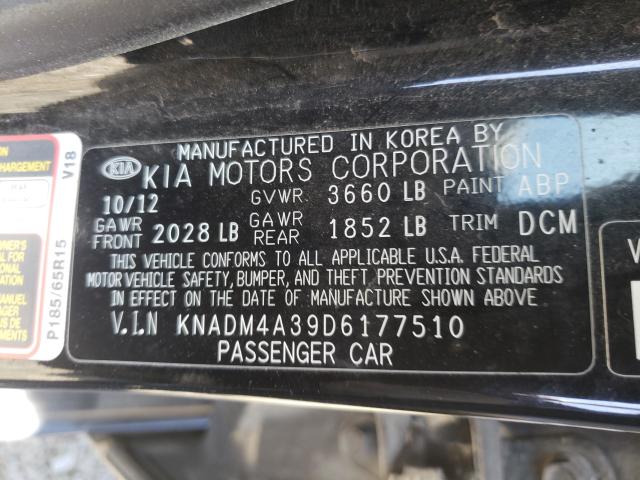 MANUFACTURED IN KOREA BY
KIA KIA MOTORS CORPORATION
10/12 GVWR 3660 LB PAINT ABP
GAWR FRONT 2028 LB GAWR REAR 1852 LB TRIM DCM
THIS VEHICLE CONFORMS TO ALL APPLICABLE U.S.A. FEDERAL
MOTOR VEHICLE SAFETY, BUMPER, AND THEFT PREVENTION STANDARDS
IN EFFECT ON THE DATE OF MANUFACTURE SHOWN ABOVE.
V.I.N KNADM4A39D6177510
PASSENGER CAR
V18
P185/65R15
HARGEMENT